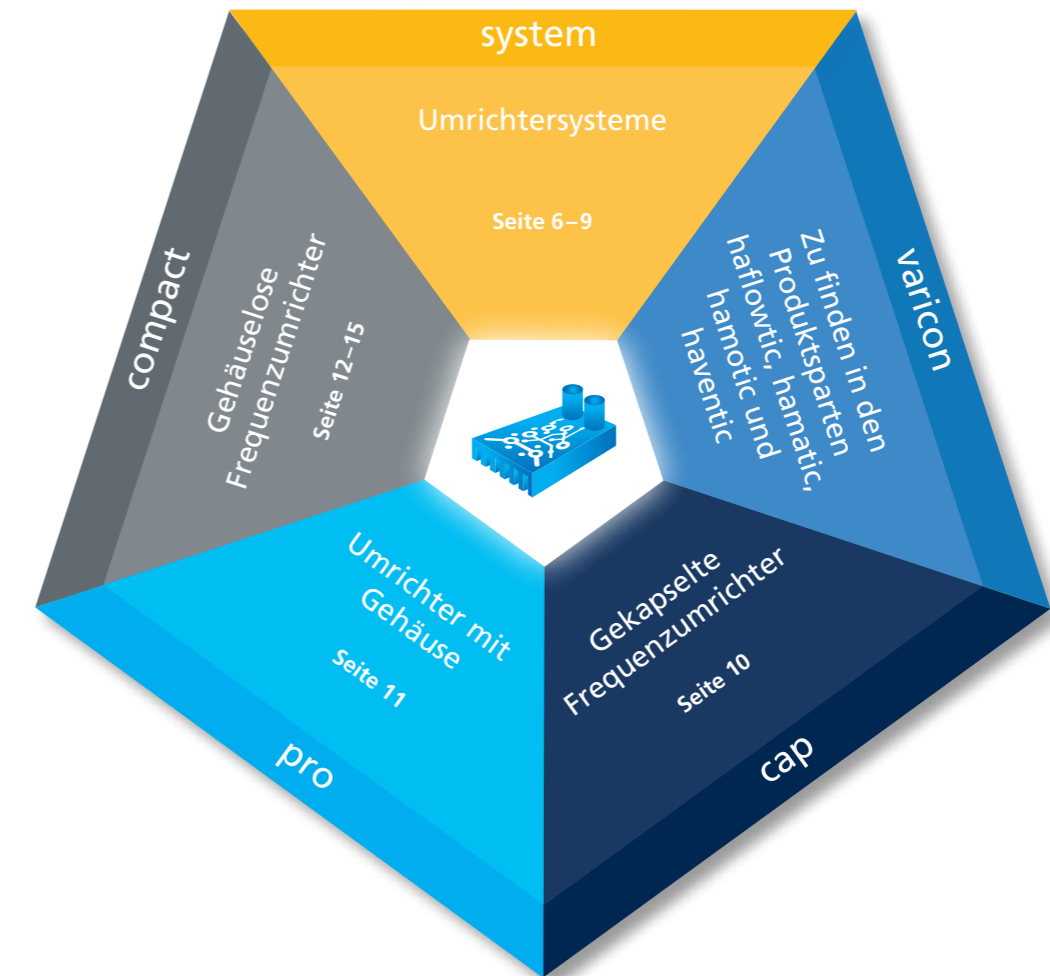 system
Umrichtersysteme
Seite 6–9
varicon
Zu finden in den
Produktsparten
haflowtic, hamatic,
hamotic und
haventic
cap
Gekapselte
Frequenzumrichter
Seite 10
pro
Umrichter mit
Gehäuse
Seite 11
compact
Gehäuselose
Frequenzumrichter
Seite 12–15